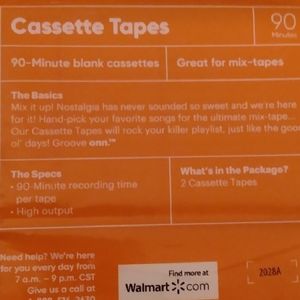 Cassette Tapes
90
Minutes
90-Minute blank cassettes
Great for mix-tapes
The Basics
Mix it up! Nostalgia has never sounded so sweet and we're here
for it! Hand-pick your favorite songs for the ultimate mix-tape...
Our Cassette Tapes will rock your killer playlist, just like the good
ol' days! Groove onn.™
The Specs
• 90-Minute recording time
per tape
• High output
What's in the Package?
2 Cassette Tapes
Need help? We're here
for you every day from
7 a.m. – 9 p.m. CST
Give us a call at
Find more at
Walmart.com
2028A